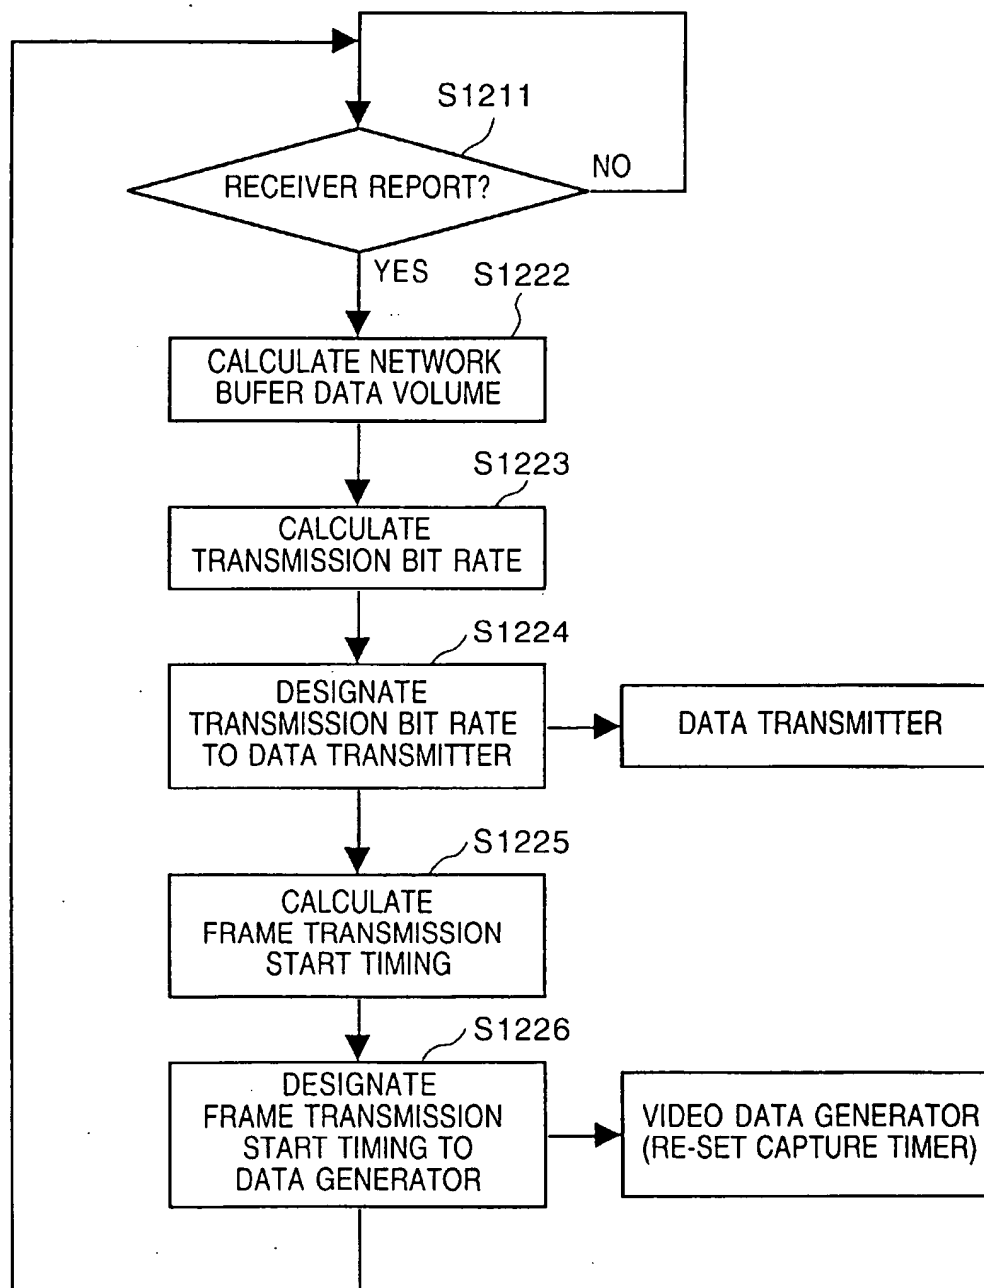 S1211
RECEIVER REPORT?
NO
YES
S1222
CALCULATE NETWORK
BUFER DATA VOLUME
S1223
CALCULATE
TRANSMISSION BIT RATE
S1224
DESIGNATE
TRANSMISSION BIT RATE
TO DATA TRANSMITTER
DATA TRANSMITTER
S1225
CALCULATE
FRAME TRANSMISSION
START TIMING
S1226
DESIGNATE
FRAME TRANSMISSION
START TIMING TO
DATA GENERATOR
VIDEO DATA GENERATOR
(RE-SET CAPTURE TIMER)